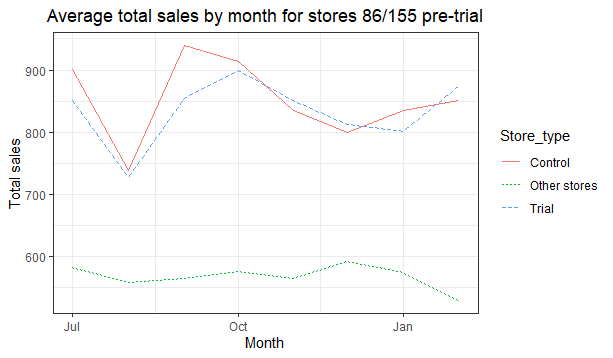 Average total sales by month for stores 86/155 pre-trial
Total sales
900
800
700
600
Jul
Oct
Jan
Month
Store_type
Control
Other stores
Trial